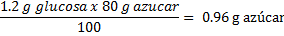 1.2 g glucosa x 80 g azucar
100
= 0.96 g azúcar